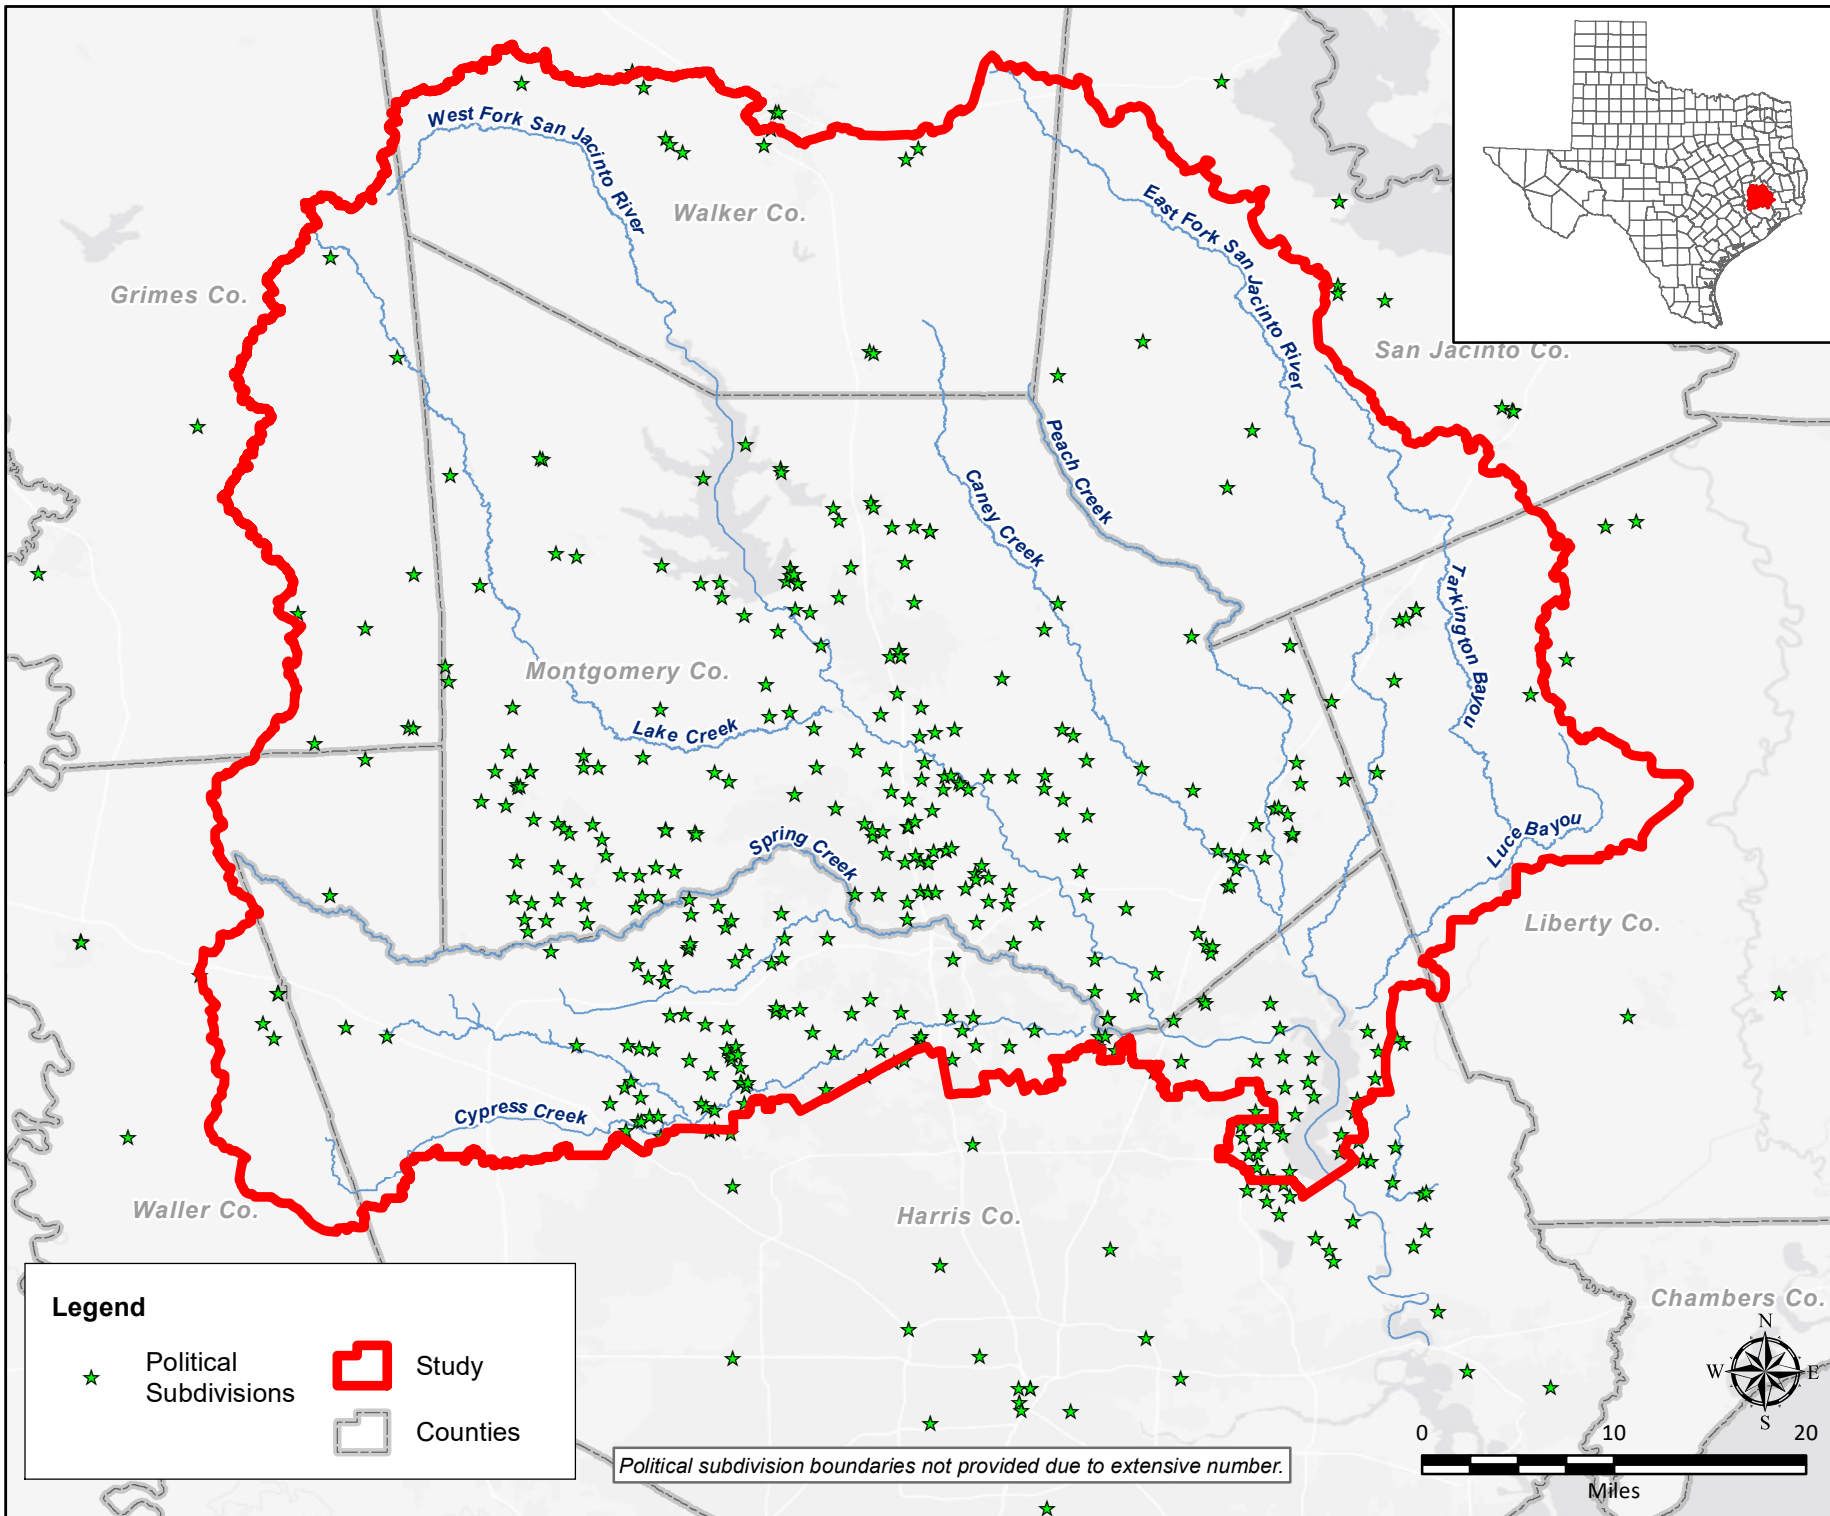 West Fork San Jacinto River
Walker Co.
East Fork San Jacinto River
Grimes Co.
San Jacinto Co.
Peach Creek
Caney Creek
Tarkington Bayou
Montgomery Co.
Lake Creek
Spring Creek
Luce Bayou
Liberty Co.
Cypress Creek
Waller Co.
Harris Co.
Chambers Co.
Legend
Political
Subdivisions
Study
Counties
Political subdivision boundaries not provided due to extensive number.
N
W
E
S
0 10 20
Miles